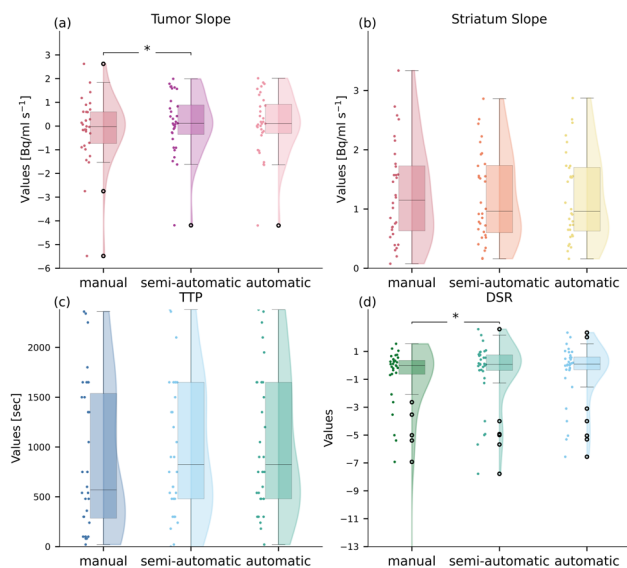 (a) Tumor Slope
*
Values [Bq/ml s⁻¹]
3
2
1
0
−1
−2
−3
−4
−5
−6
manual semi-automatic automatic
(b) Striatum Slope
Values [Bq/ml s⁻¹]
3
2
1
0
manual semi-automatic automatic
(c) TTP
Values [sec]
2000
1500
1000
500
0
manual semi-automatic automatic
(d) DSR
*
Values
1
−1
−3
−5
−7
−9
−11
−13
manual semi-automatic automatic